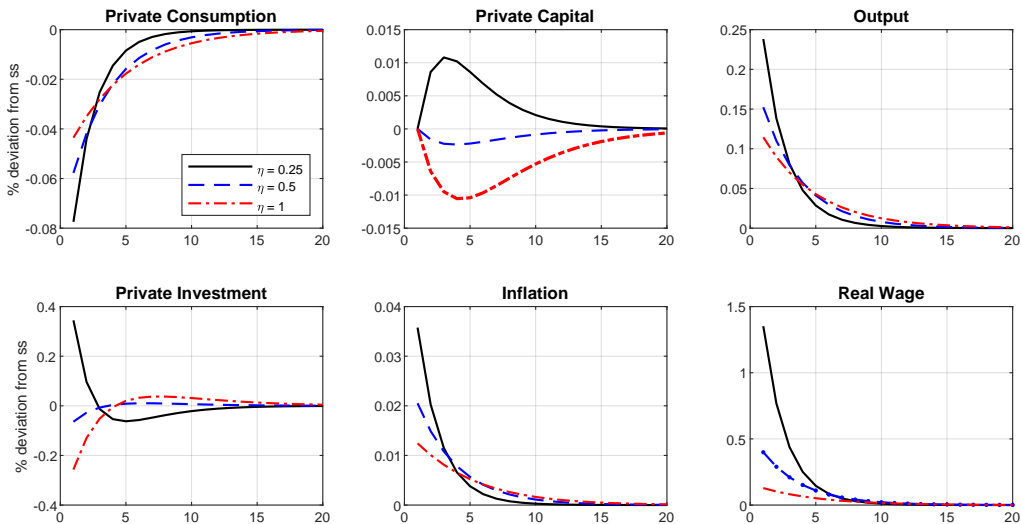 Private Consumption
% deviation from ss
0
-0.02
-0.04
-0.06
-0.08
0 5 10 15 20
η = 0.25
η = 0.5
η = 1
Private Capital
0.015
0.01
0.005
0
-0.005
-0.01
-0.015
0 5 10 15 20
Output
0.25
0.2
0.15
0.1
0.05
0
0 5 10 15 20
Private Investment
% deviation from ss
0.4
0.2
0
-0.2
-0.4
0 5 10 15 20
Inflation
0.04
0.03
0.02
0.01
0
0 5 10 15 20
Real Wage
1.5
1
0.5
0
0 5 10 15 20